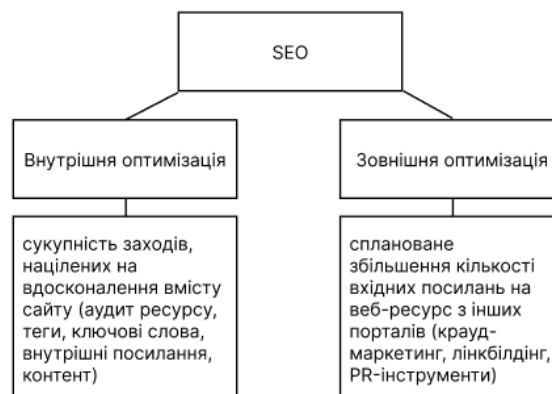 SEO
Внутрішня оптимізація
Зовнішня оптимізація
сукупність заходів,
націлених на
вдосконалення вмісту
сайту (аудит ресурсу,
теги, ключові слова,
внутрішні посилання,
контент)
сплановане
збільшення кількості
вхідних посилань на
веб-ресурс з інших
порталів (крауд-
маркетинг, лінкбілдінг,
PR-інструменти)